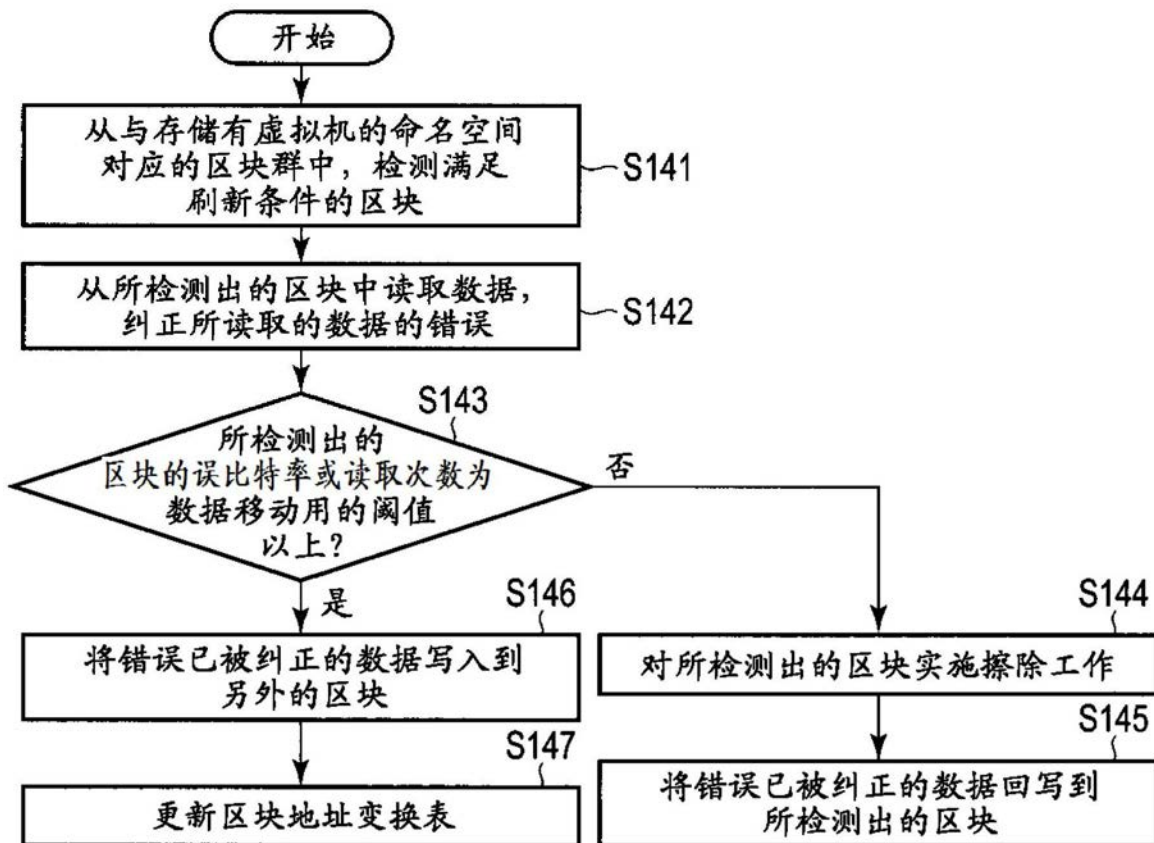 开始
从与存储有虚拟机的命名空间
对应的区块群中，检测满足
刷新条件的区块
S141
从所检测出的区块中读取数据，
纠正所读取的数据的错误
S142
S143
所检测出的
区块的误比特率或读取次数为
数据移动用的阈值
以上？
否
是
S146
将错误已被纠正的数据写入到
另外的区块
S147
更新区块地址变换表
S144
对所检测出的区块实施擦除工作
S145
将错误已被纠正的数据回写到
所检测出的区块